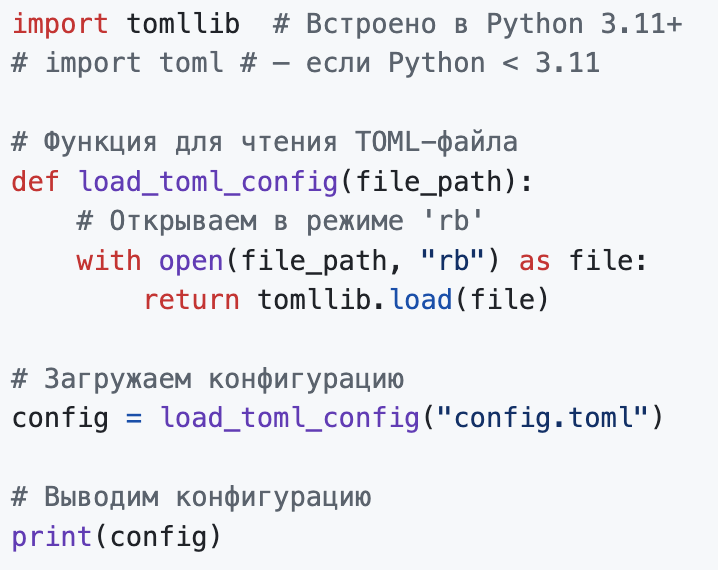 import tomllib  # Встроено в Python 3.11+
# import toml # — если Python < 3.11

# Функция для чтения TOML-файла
def load_toml_config(file_path):
    # Открываем в режиме 'rb'
    with open(file_path, "rb") as file:
        return tomllib.load(file)

# Загружаем конфигурацию
config = load_toml_config("config.toml")

# Выводим конфигурацию
print(config)